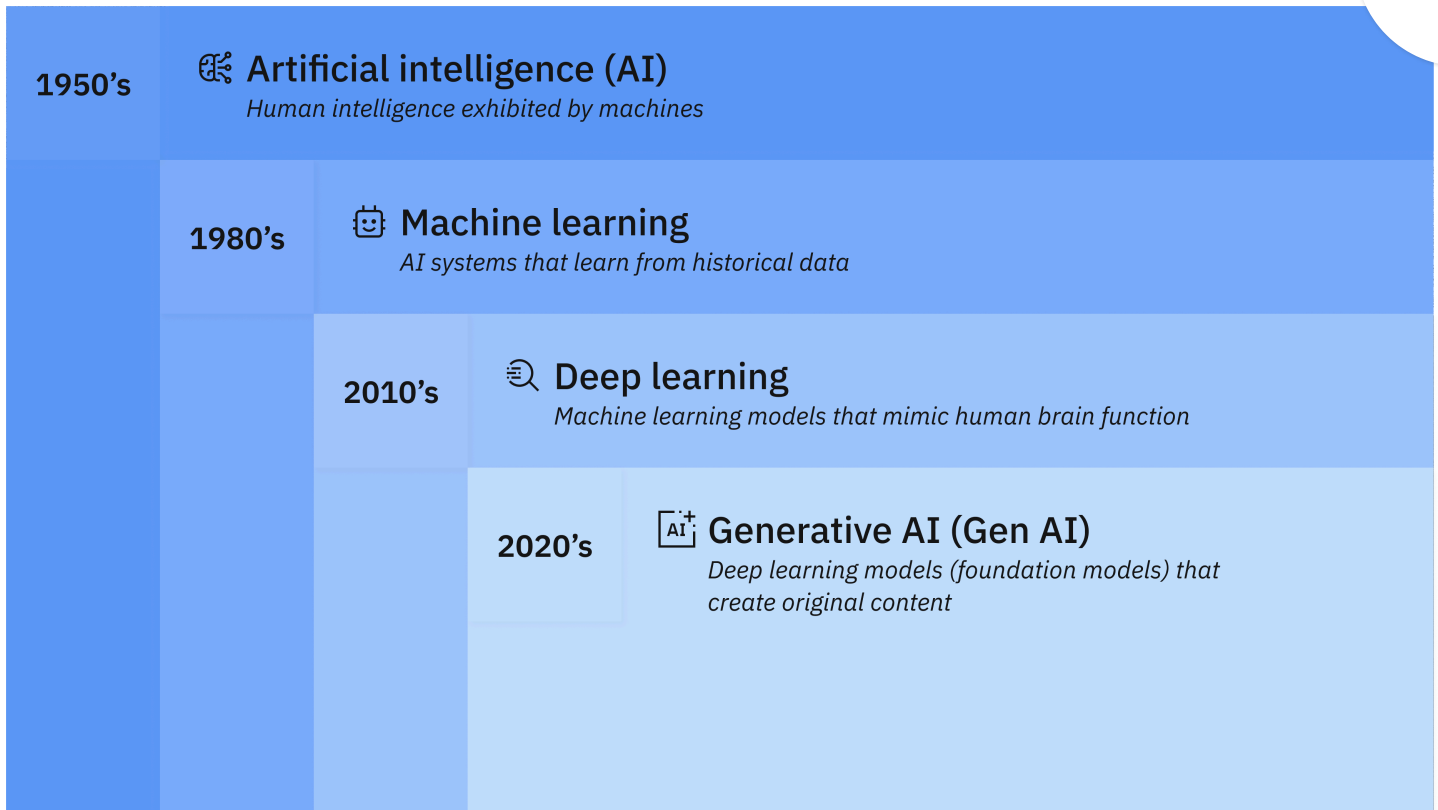 1950’s
Artificial intelligence (AI)
Human intelligence exhibited by machines
1980’s
Machine learning
AI systems that learn from historical data
2010’s
Deep learning
Machine learning models that mimic human brain function
2020’s
AI
Generative AI (Gen AI)
Deep learning models (foundation models) that
create original content